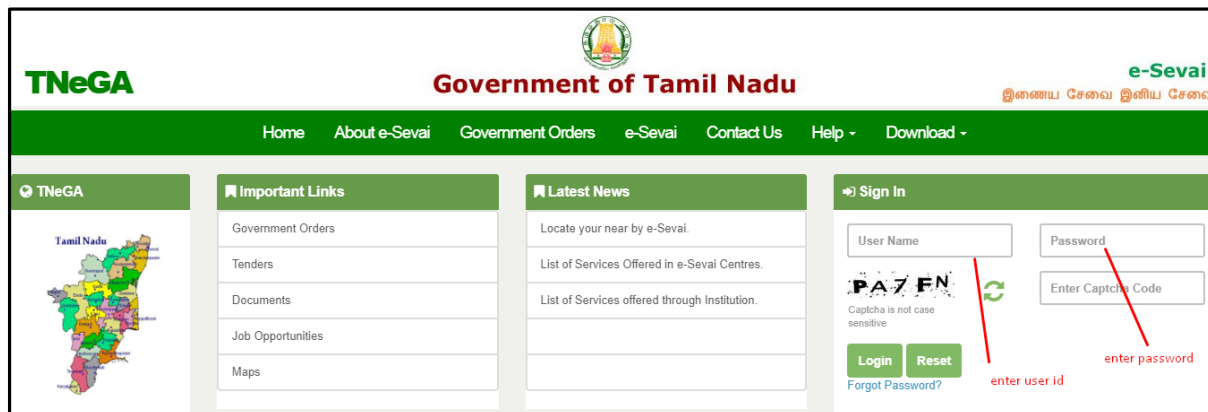 TNeGA
Government of Tamil Nadu
e-Sevai
இணைய சேவை இனிய சேவை
Home About e-Sevai Government Orders e-Sevai Contact Us Help Download
TNeGA
Important Links
Latest News
Sign In
Tamil Nadu
Government Orders
Tenders
Documents
Job Opportunities
Maps
Locate your near by e-Sevai.
List of Services Offered in e-Sevai Centres.
List of Services offered through Institution.
User Name
Password
PA7FN
Enter Captcha Code
Captcha is not case
sensitive
Login Reset
Forgot Password?
enter user id
enter password